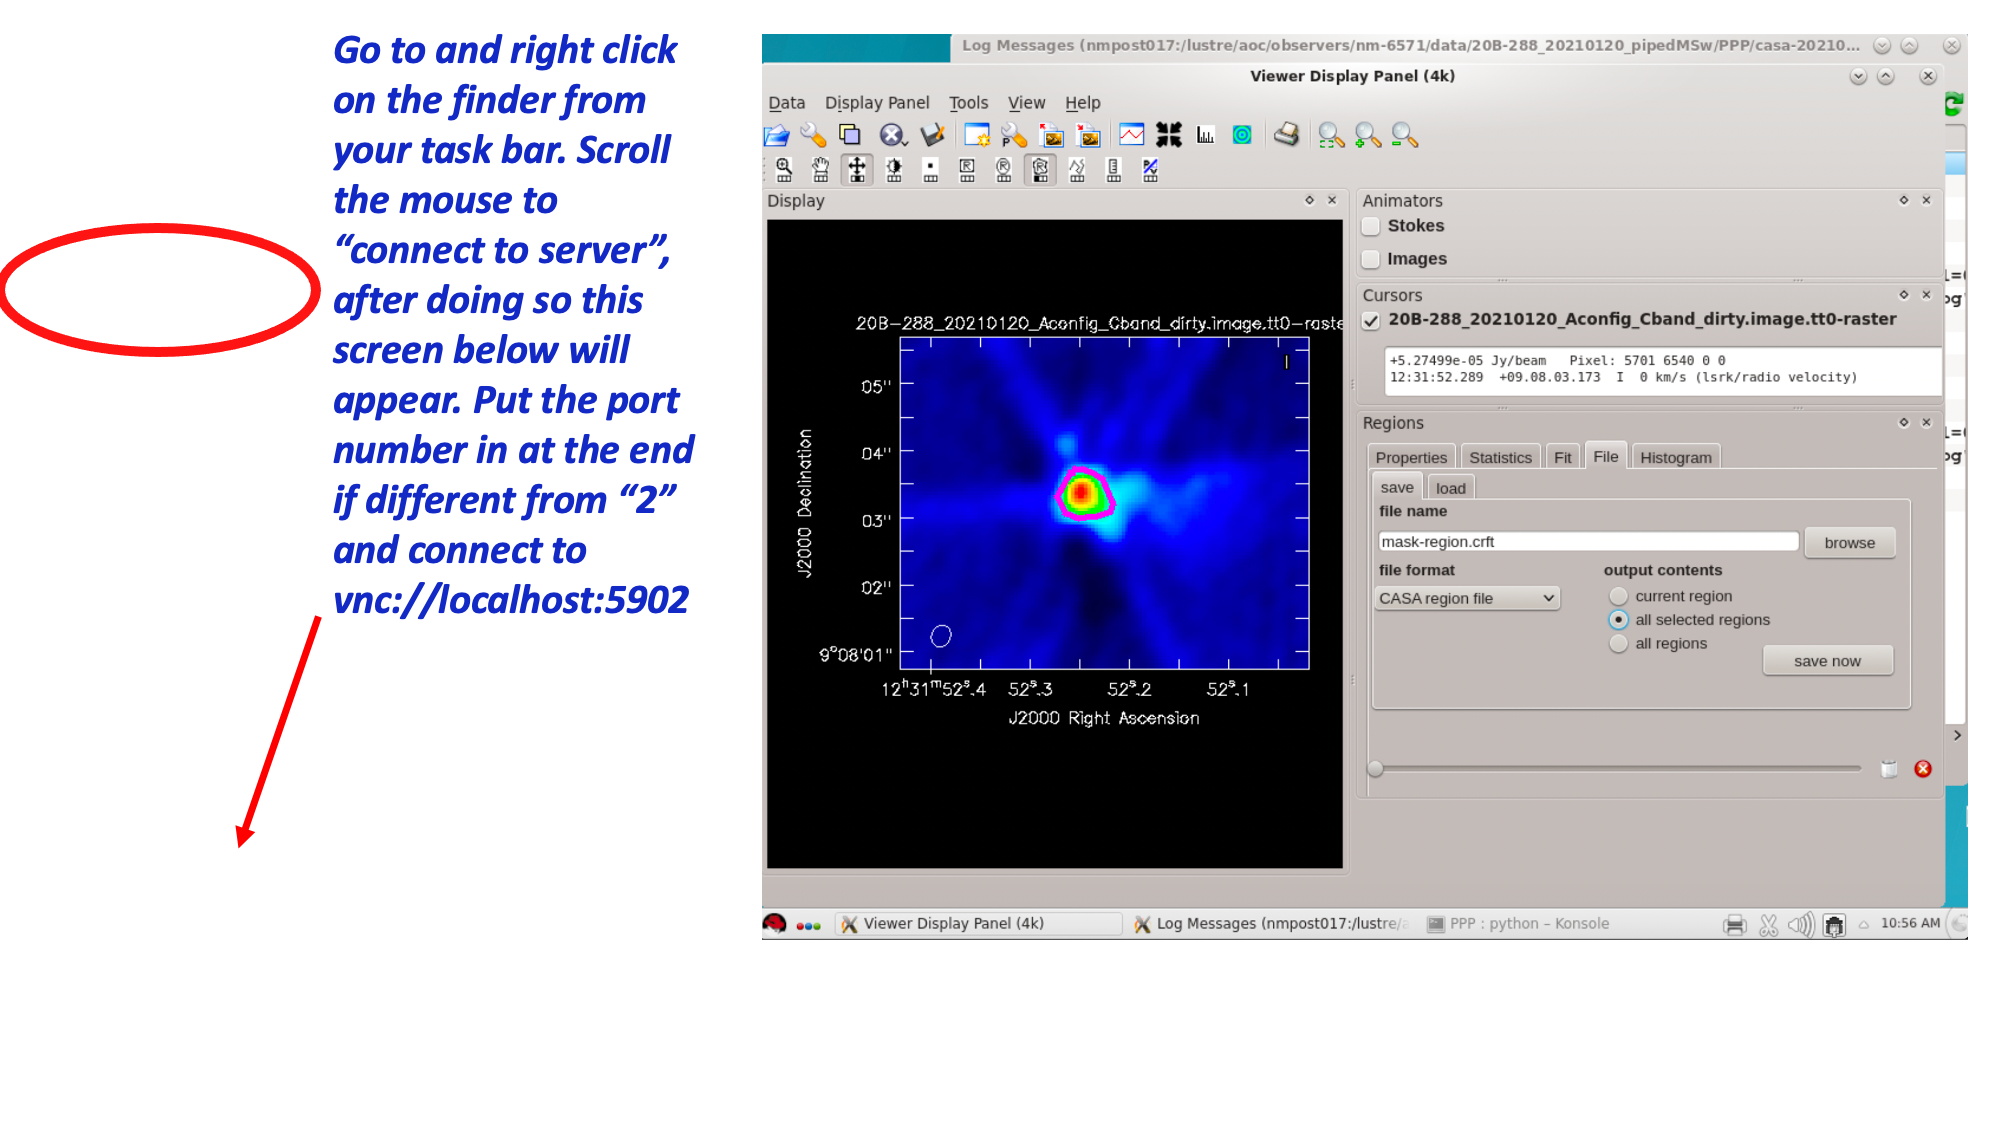 Go to and right click
on the finder from
your task bar. Scroll
the mouse to
“connect to server”,
after doing so this
screen below will
appear. Put the port
number in at the end
if different from “2”
and connect to
vnc://localhost:5902
Log Messages (nmpost017:/lustre/aoc/observers/nm-6571/data/20B-288_20210120_pipedMSw/PPP/casa-20210...
Viewer Display Panel (4k)
Data Display Panel Tools View Help
Display
20B-288_20210120_Aconfig_Cband_dirty.image.tt0-raste
I
05"
04"
03"
02"
9°08'01"
J2000 Declination
12h31m52s.4 52s.3 52s.2 52s.1
J2000 Right Ascension
Animators
Stokes
Images
Cursors
20B-288_20210120_Aconfig_Cband_dirty.image.tt0-raster
+5.27499e-05 Jy/beam Pixel: 5701 6540 0 0
12:31:52.289 +09.08.03.173 I 0 km/s (lsrk/radio velocity)
Regions
Properties Statistics Fit File Histogram
save load
file name
mask-region.crft browse
file format output contents
CASA region file current region
all selected regions
all regions
save now
Viewer Display Panel (4k) Log Messages (nmpost017:/lustre/a PPP : python – Konsole 10:56 AM